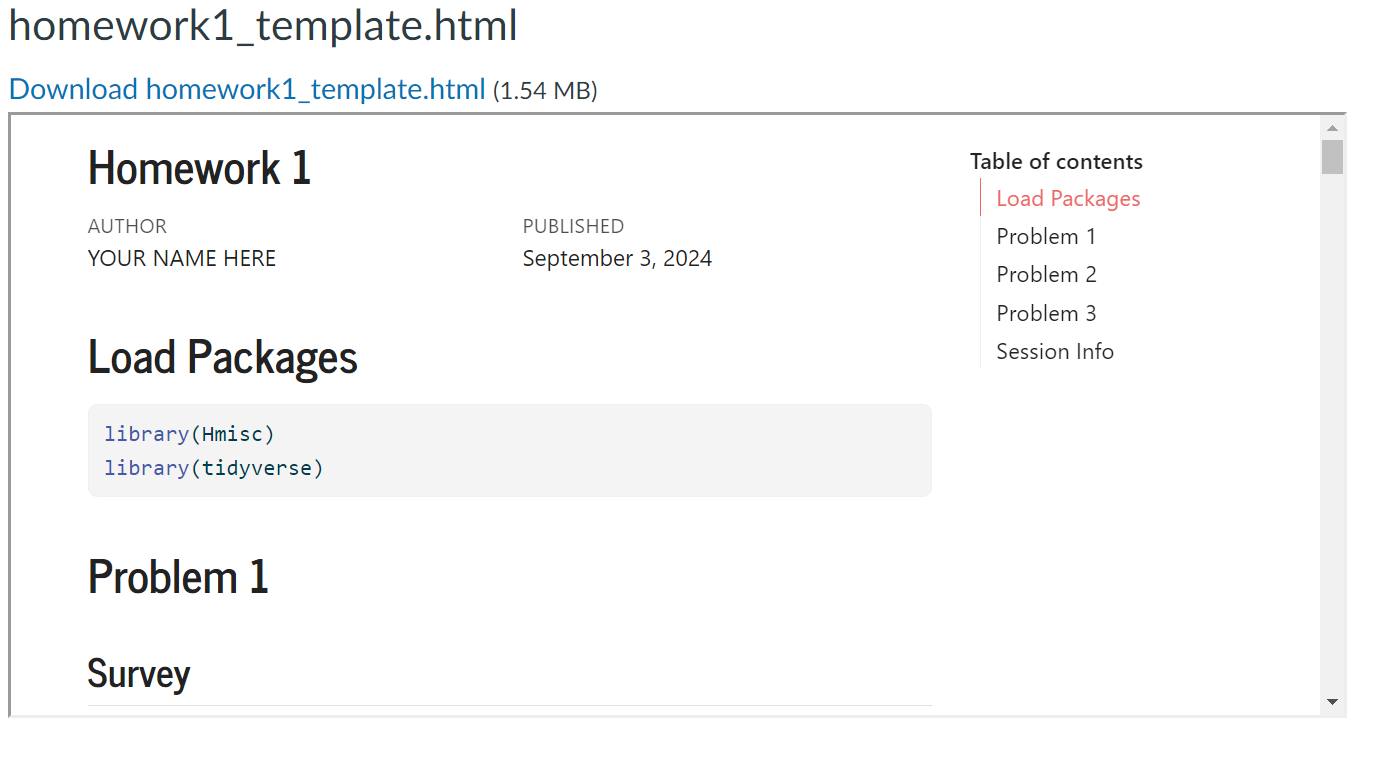 homework1_template.html
Download homework1_template.html (1.54 MB)
Homework 1
AUTHOR
YOUR NAME HERE
PUBLISHED
September 3, 2024
Load Packages
library(Hmisc)
library(tidyverse)
Problem 1
Survey
Table of contents
Load Packages
Problem 1
Problem 2
Problem 3
Session Info